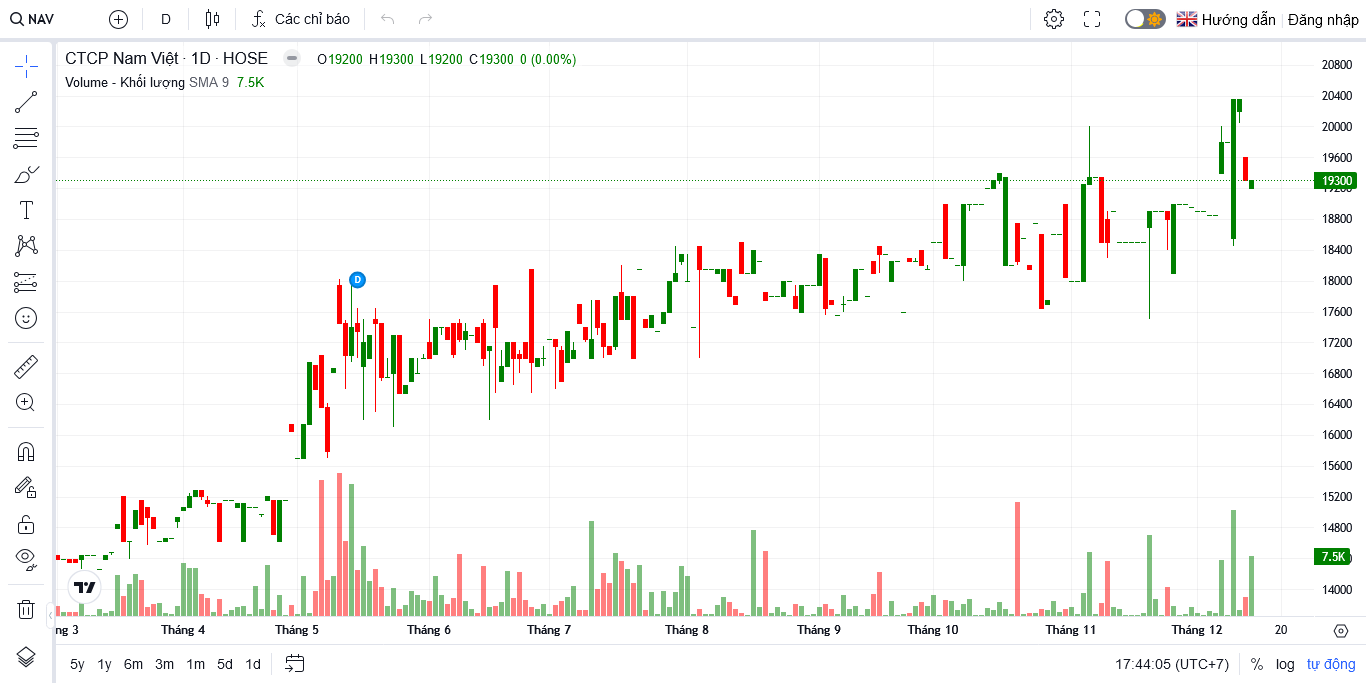 NAV D Các chỉ báo Hướng dẫn Đăng nhập
CTCP Nam Việt · 1D · HOSE O19200 H19300 L19200 C19300 0 (0.00%)
Volume - Khối lượng SMA 9 7.5K
20800
20400
20000
19600
19300
19200
18800
18400
18000
17600
17200
16800
16400
16000
15600
15200
14800
7.5K
14000
D
ng 3 Tháng 4 Tháng 5 Tháng 6 Tháng 7 Tháng 8 Tháng 9 Tháng 10 Tháng 11 Tháng 12 20
5y 1y 6m 3m 1m 5d 1d 17:44:05 (UTC+7) % log tự động